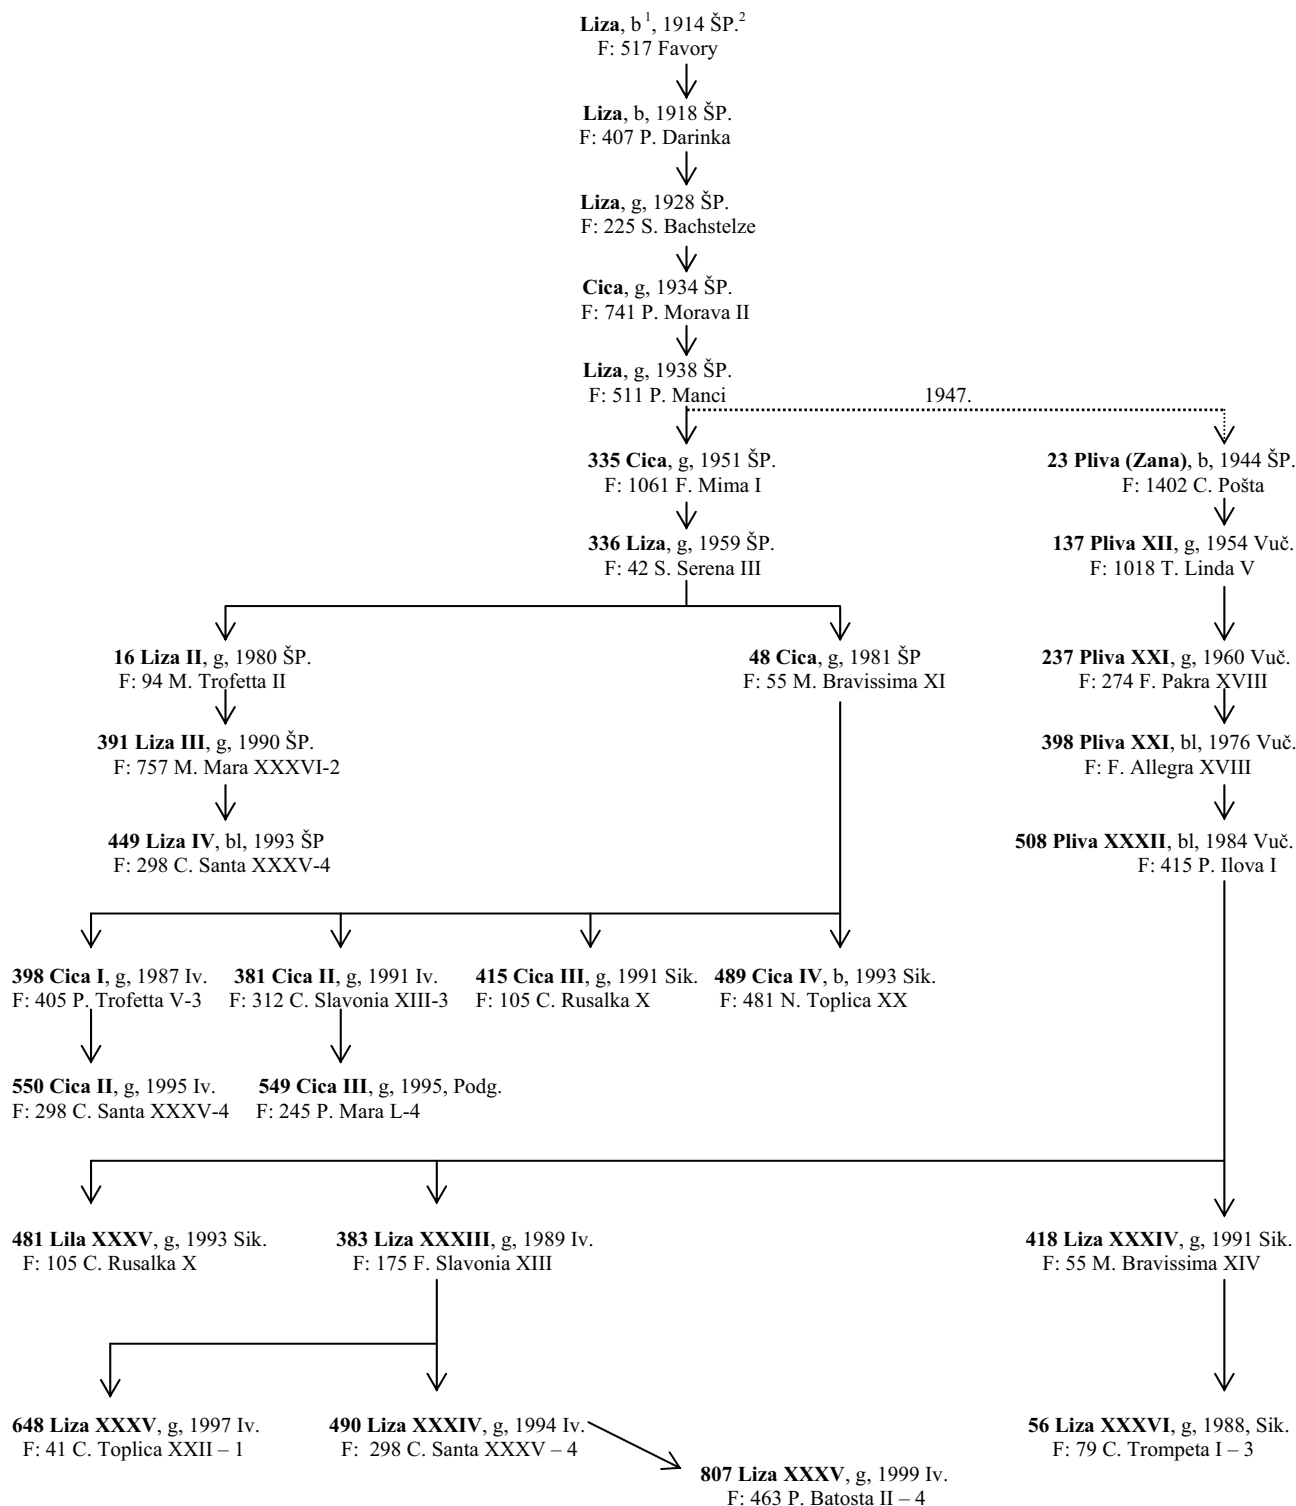 Liza, b 1, 1914 ŠP.2
F: 517 Favory
Liza, b, 1918 ŠP.
F: 407 P. Darinka
Liza, g, 1928 ŠP.
F: 225 S. Bachstelze
Cica, g, 1934 ŠP.
F: 741 P. Morava II
Liza, g, 1938 ŠP.
F: 511 P. Manci
1947.
335 Cica, g, 1951 ŠP.
F: 1061 F. Mima I
23 Pliva (Zana), b, 1944 ŠP.
F: 1402 C. Pošta
336 Liza, g, 1959 ŠP.
F: 42 S. Serena III
137 Pliva XII, g, 1954 Vuč.
F: 1018 T. Linda V
16 Liza II, g, 1980 ŠP.
F: 94 M. Trofetta II
48 Cica, g, 1981 ŠP
F: 55 M. Bravissima XI
237 Pliva XXI, g, 1960 Vuč.
F: 274 F. Pakra XVIII
391 Liza III, g, 1990 ŠP.
F: 757 M. Mara XXXVI-2
398 Pliva XXI, bl, 1976 Vuč.
F: F. Allegra XVIII
449 Liza IV, bl, 1993 ŠP
F: 298 C. Santa XXXV-4
508 Pliva XXXII, bl, 1984 Vuč.
F: 415 P. Ilova I
398 Cica I, g, 1987 Iv.
F: 405 P. Trofetta V-3
381 Cica II, g, 1991 Iv.
F: 312 C. Slavonia XIII-3
415 Cica III, g, 1991 Sik.
F: 105 C. Rusalka X
489 Cica IV, b, 1993 Sik.
F: 481 N. Toplica XX
550 Cica II, g, 1995 Iv.
F: 298 C. Santa XXXV-4
549 Cica III, g, 1995, Podg.
F: 245 P. Mara L-4
481 Lila XXXV, g, 1993 Sik.
F: 105 C. Rusalka X
383 Liza XXXIII, g, 1989 Iv.
F: 175 F. Slavonia XIII
418 Liza XXXIV, g, 1991 Sik.
F: 55 M. Bravissima XIV
648 Liza XXXV, g, 1997 Iv.
F: 41 C. Toplica XXII – 1
490 Liza XXXIV, g, 1994 Iv.
F: 298 C. Santa XXXV – 4
56 Liza XXXVI, g, 1988, Sik.
F: 79 C. Trompeta I – 3
807 Liza XXXV, g, 1999 Iv.
F: 463 P. Batosta II – 4